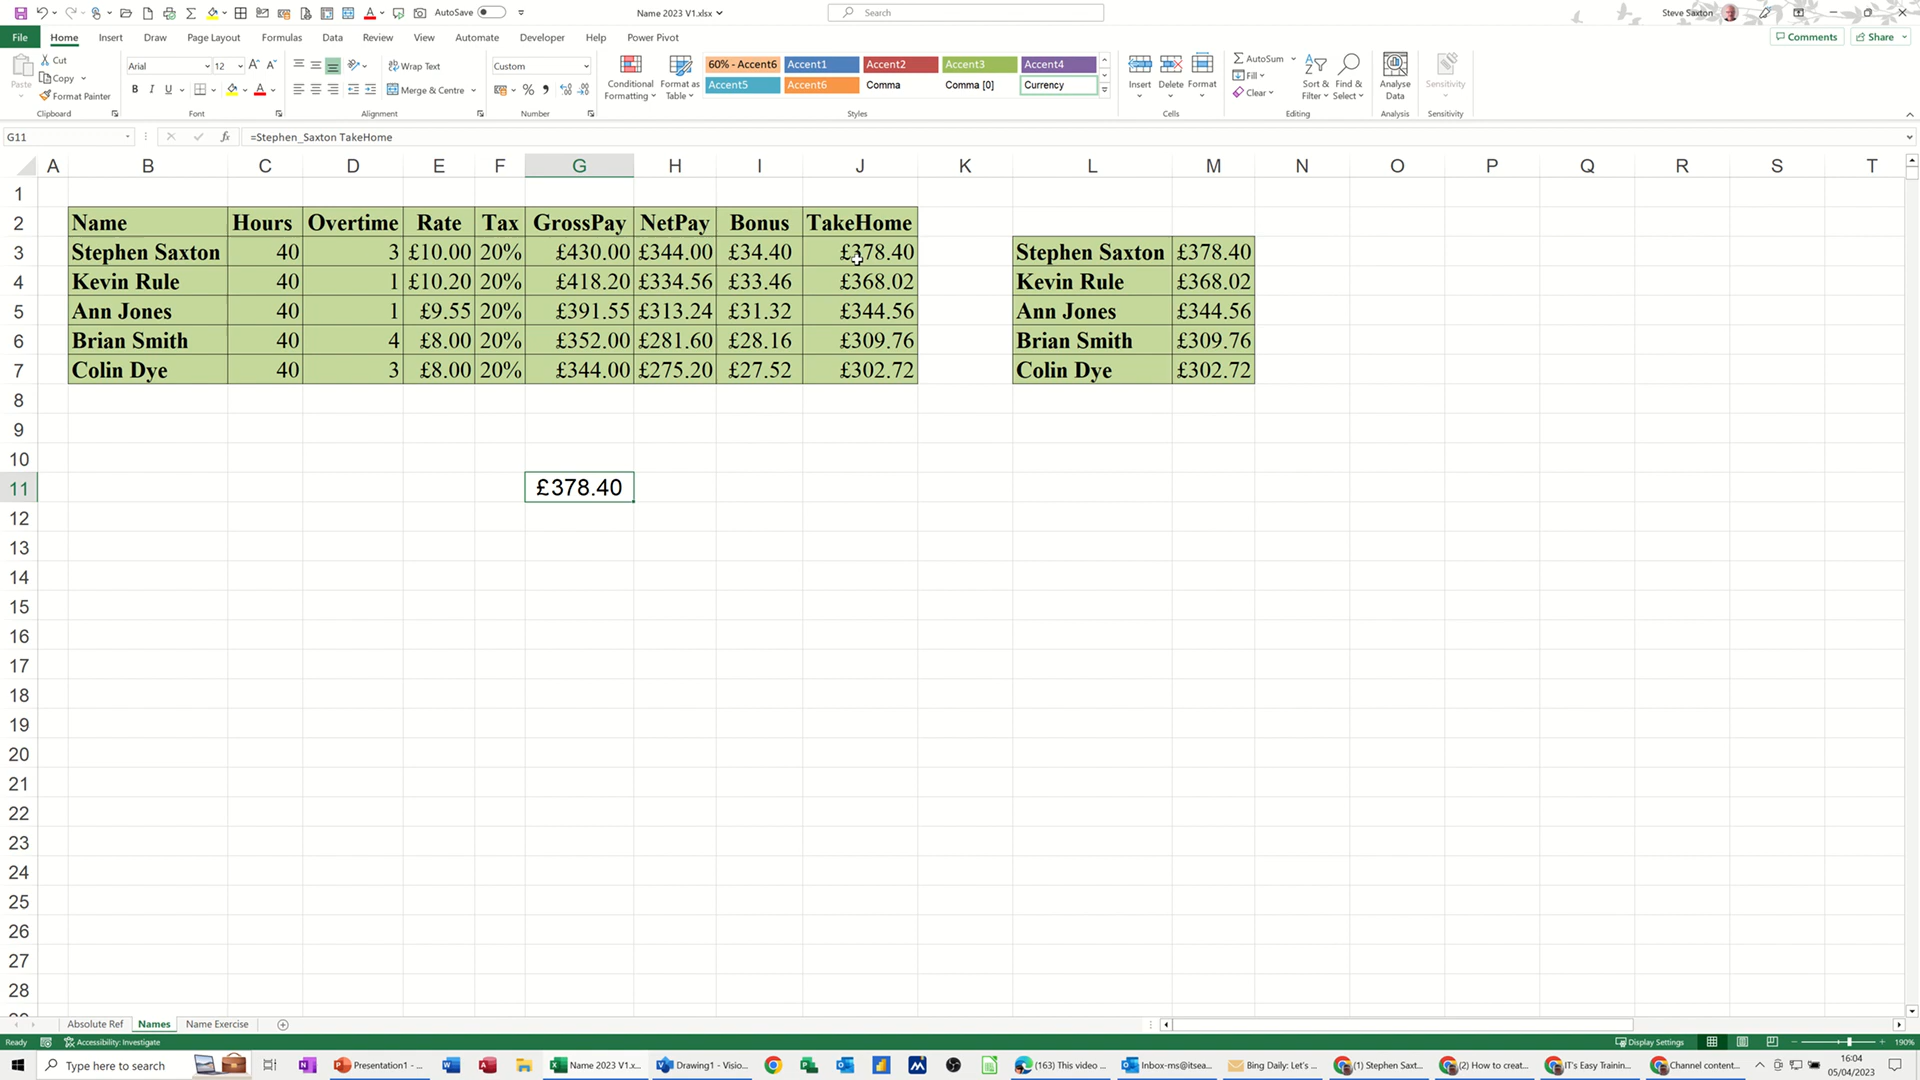 AutoSave
Name 2023 V1.xlsx
Search
Steve Saxton
File Home Insert Draw Page Layout Formulas Data Review View Automate Developer Help Power Pivot
Comments Share
Paste
Cut
Copy
Format Painter
Clipboard
Arial 12
B I U
Font
Wrap Text
Merge & Centre
Alignment
Custom
Number
Conditional Formatting
Format as Table
60% - Accent6 Accent1 Accent2 Accent3 Accent4
Accent5 Accent6 Comma Comma [0] Currency
Styles
Insert Delete Format
Cells
AutoSum
Fill
Clear
Sort & Filter
Find & Select
Editing
Analyse Data
Analysis
Sensitivity
Sensitivity
G11 fx =Stephen_Saxton TakeHome
A B C D E F G H I J K L M N O P Q R S T
1
2 Name Hours Overtime Rate Tax GrossPay NetPay Bonus TakeHome
3 Stephen Saxton 40 3 £10.00 20% £430.00 £344.00 £34.40 £378.40 Stephen Saxton £378.40
4 Kevin Rule 40 1 £10.20 20% £418.20 £334.56 £33.46 £368.02 Kevin Rule £368.02
5 Ann Jones 40 1 £9.55 20% £391.55 £313.24 £31.32 £344.56 Ann Jones £344.56
6 Brian Smith 40 4 £8.00 20% £352.00 £281.60 £28.16 £309.76 Brian Smith £309.76
7 Colin Dye 40 3 £8.00 20% £344.00 £275.20 £27.52 £302.72 Colin Dye £302.72
8
9
10
11 £378.40
12
13
14
15
16
17
18
19
20
21
22
23
24
25
26
27
28
Absolute Ref Names Name Exercise
Ready Accessibility: Investigate Display Settings 190%
Type here to search
Presentation1 - ...
Name 2023 V1.x...
Drawing1 - Visio...
(163) This video ...
Inbox-ms@itsea...
Bing Daily: Let's ...
(1) Stephen Saxt...
(2) How to creat...
IT's Easy Trainin...
Channel content...
16:04
05/04/2023